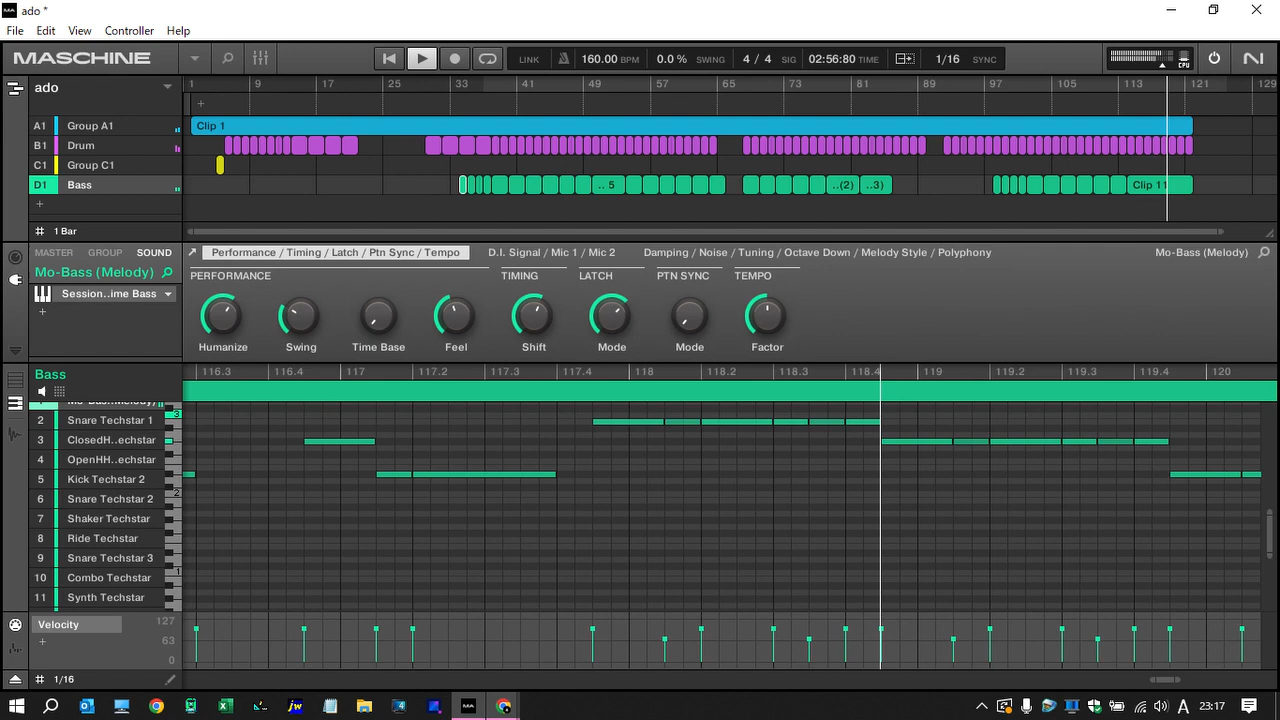 ado *
File Edit View Controller Help
MASCHINE LINK 160.00 BPM 0.0 % SWING 4 / 4 SIG 02:56:80 TIME 1/16 SYNC CPU
ado 1 9 17 25 33 41 49 57 65 73 81 89 97 105 113 121 129
+
A1 Group A1 Clip 1
B1 Drum
C1 Group C1
D1 Bass .. 5 ..(2) ..3) Clip 11
+
1 Bar
MASTER GROUP SOUND Performance / Timing / Latch / Ptn Sync / Tempo D.I. Signal / Mic 1 / Mic 2 Damping / Noise / Tuning / Octave Down / Melody Style / Polyphony Mo-Bass (Melody)
Mo-Bass (Melody) PERFORMANCE TIMING LATCH PTN SYNC TEMPO
Session..ime Bass
+
Humanize Swing Time Base Feel Shift Mode Mode Factor
Bass 116.3 116.4 117 117.2 117.3 117.4 118 118.2 118.3 118.4 119 119.2 119.3 119.4 120
2 Snare Techstar 1 3
3 ClosedH..echstar
4 OpenHH..echstar
5 Kick Techstar 2
6 Snare Techstar 2 2
7 Shaker Techstar
8 Ride Techstar
9 Snare Techstar 3
10 Combo Techstar 1
11 Synth Techstar
Velocity 127
+ 63
0
1/16
A 23:17